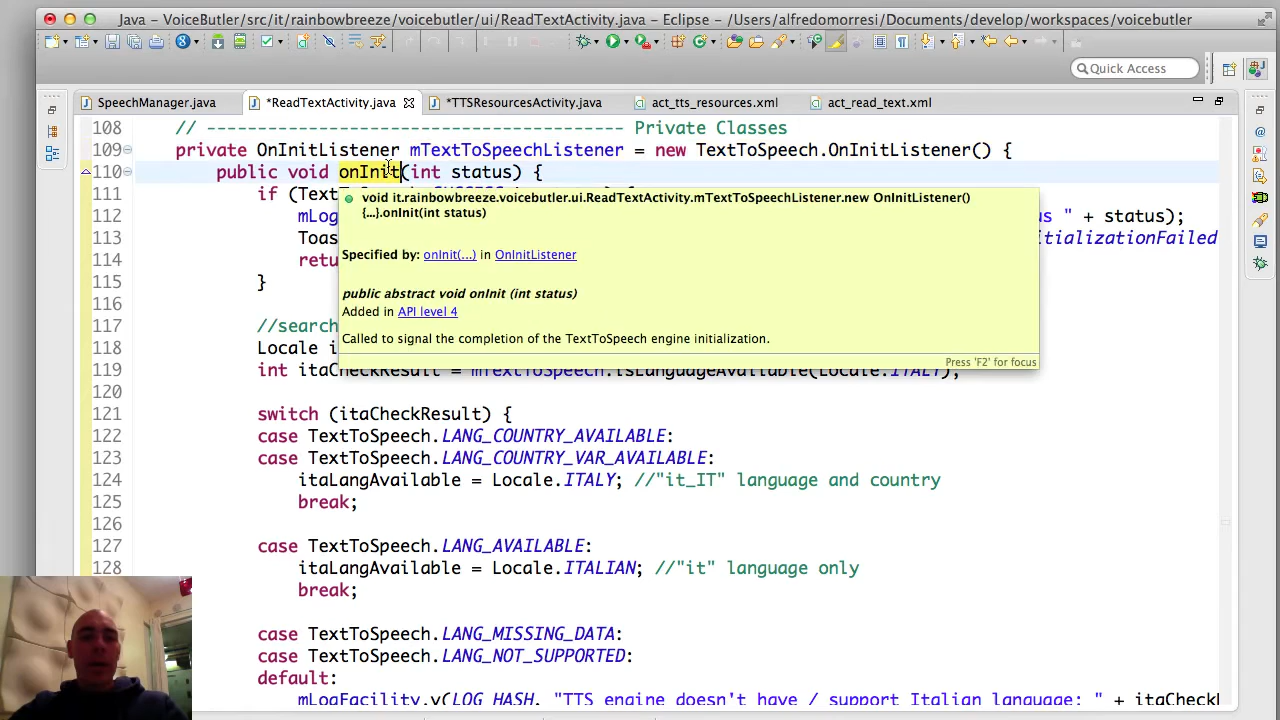 Java – VoiceButler/src/it/rainbowbreeze/voicebutler/ui/ReadTextActivity.java – Eclipse – /Users/alfredomorresi/Documents/develop/workspaces/voicebutler
Quick Access
SpeechManager.java *ReadTextActivity.java *TTSResourcesActivity.java act_tts_resources.xml act_read_text.xml
108 // ----------------------------------------- Private Classes
109 private OnInitListener mTextToSpeechListener = new TextToSpeech.OnInitListener() {
110 public void onInit(int status) {
111 if (Text
112 mLog us " + status);
113 Toas itializationFailed
114 retu
115 }
116
117 //search
118 Locale i
119 int itaCheckResult = mTextToSpeech.isLanguageAvailable(Locale.ITALY);
void it.rainbowbreeze.voicebutler.ui.ReadTextActivity.mTextToSpeechListener.new OnInitListener()
{...}.onInit(int status)
Specified by: onInit(...) in OnInitListener
public abstract void onInit (int status)
Added in API level 4
Called to signal the completion of the TextToSpeech engine initialization.
Press 'F2' for focus
120
121 switch (itaCheckResult) {
122 case TextToSpeech.LANG_COUNTRY_AVAILABLE:
123 case TextToSpeech.LANG_COUNTRY_VAR_AVAILABLE:
124 itaLangAvailable = Locale.ITALY; //"it_IT" language and country
125 break;
126
127 case TextToSpeech.LANG_AVAILABLE:
128 itaLangAvailable = Locale.ITALIAN; //"it" language only
break;
case TextToSpeech.LANG_MISSING_DATA:
case TextToSpeech.LANG_NOT_SUPPORTED:
default:
mLogFacility.v(LOG_HASH, "TTS engine doesn't have / support Italian language: " + itaCheckR